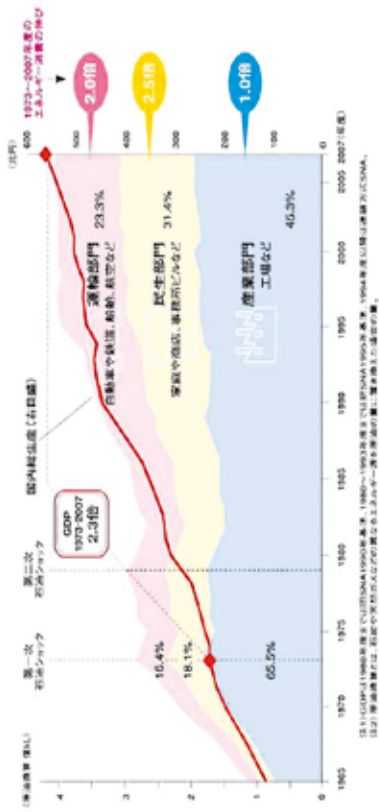 1973〜2007年度の
エネルギー消費の伸び
2.0倍
2.5倍
1.0倍
(兆円)
600
500
400
300
200
100
0
(原油換算 億kL)
4
3
2
1
0
第一次
石油ショック
第二次
石油ショック
GDP
1973-2007
2.3倍
国内総生産(右目盛)
運輸部門
自動車や鉄道、船舶、航空など
23.3%
民生部門
家庭や商店、事務所ビルなど
31.4%
産業部門
工場など
45.3%
16.4%
18.1%
65.5%
1965
1970
1975
1980
1985
1990
1995
2000
2005
2007(年度)